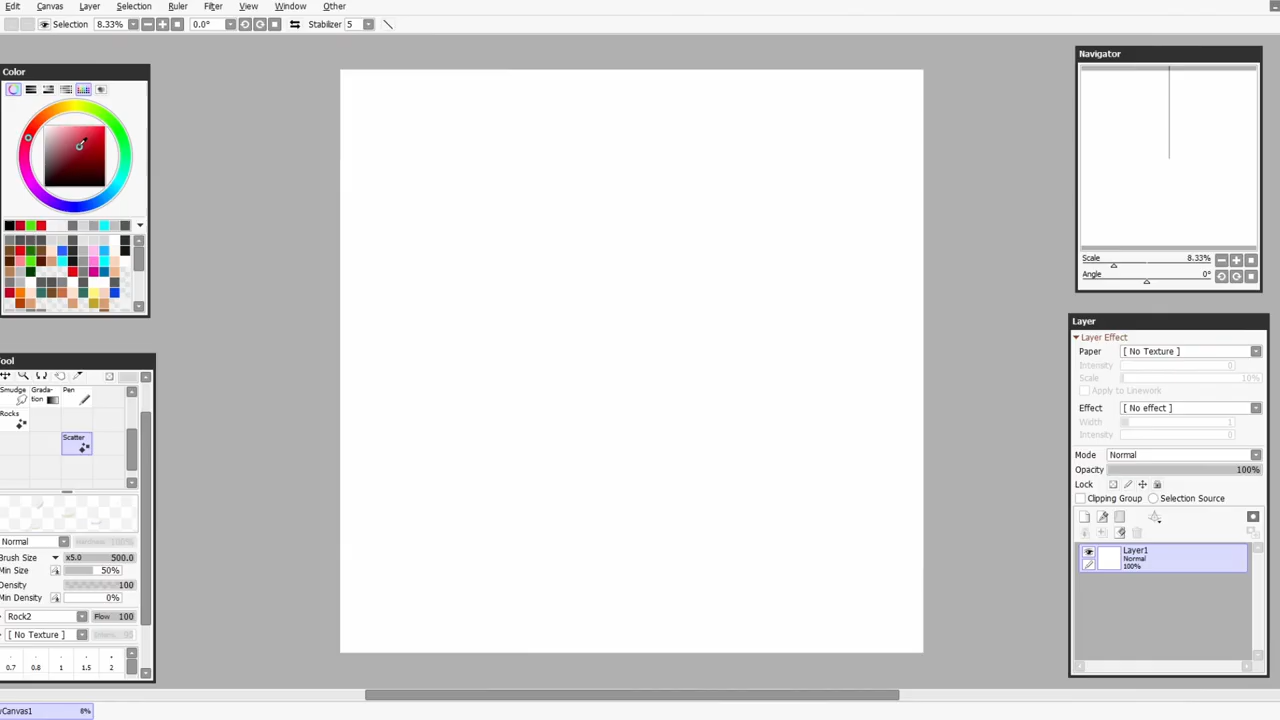 Edit Canvas Layer Selection Ruler Filter View Window Other
Selection 8.33% 0.0° Stabilizer 5
Color
Navigator
Scale 8.33%
Angle 0°
Layer
Layer Effect
Paper [ No Texture ]
Intensity 0
Scale 10%
Apply to Linework
Effect [ No effect ]
Width 1
Intensity 0
Mode Normal
Opacity 100%
Lock
Clipping Group Selection Source
Layer1
Normal
100%
Tool
Smudge Grada-tion Pen
Rocks
Scatter
Normal 100%
Brush Size x5.0 500.0
Min Size 50%
Density 100
Min Density 0%
Rock2 Flow 100
[ No Texture ] 95
0.7 0.8 1 1.5 2
Canvas1 8%